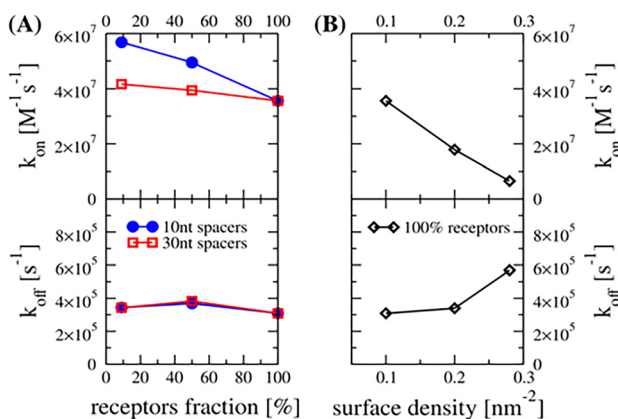 (A)
0 20 40 60 80 100
6×10⁷
4×10⁷
2×10⁷
0
k_on [M⁻¹ s⁻¹]
10nt spacers
30nt spacers
8×10⁵
6×10⁵
4×10⁵
2×10⁵
0
k_off [s⁻¹]
0 20 40 60 80 100
receptors fraction [%]
(B)
0.1 0.2 0.3
6×10⁷
4×10⁷
2×10⁷
0
k_on [M⁻¹ s⁻¹]
100% receptors
8×10⁵
6×10⁵
4×10⁵
2×10⁵
0
k_off [s⁻¹]
0.1 0.2 0.3
surface density [nm⁻²]